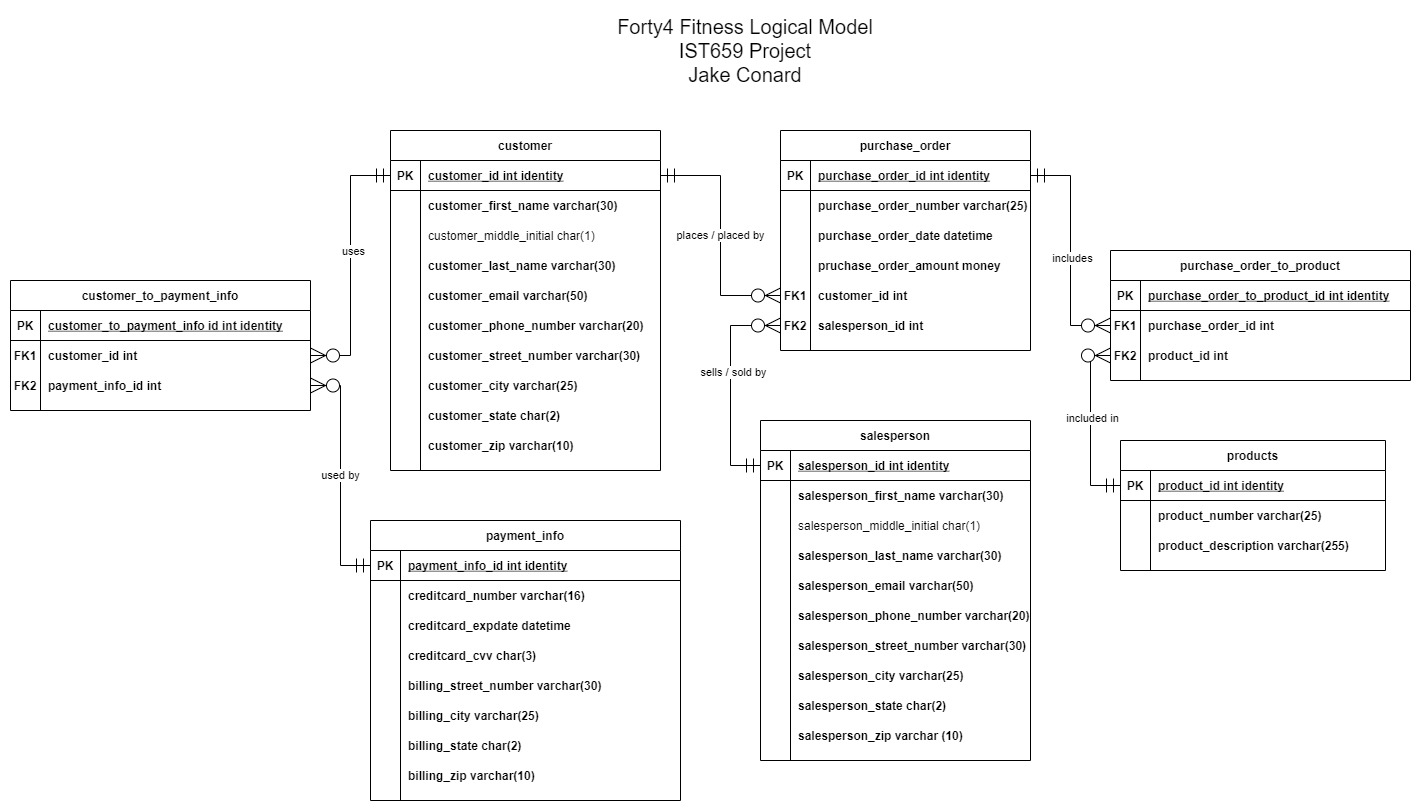 Forty4 Fitness Logical Model
IST659 Project
Jake Conard
customer
PK customer_id int identity
customer_first_name varchar(30)
customer_middle_initial char(1)
customer_last_name varchar(30)
customer_email varchar(50)
customer_phone_number varchar(20)
customer_street_number varchar(30)
customer_city varchar(25)
customer_state char(2)
customer_zip varchar(10)
purchase_order
PK purchase_order_id int identity
purchase_order_number varchar(25)
purchase_order_date datetime
pruchase_order_amount money
FK1 customer_id int
FK2 salesperson_id int
uses
places / placed by
includes
purchase_order_to_product
PK purchase_order_to_product_id int identity
FK1 purchase_order_id int
FK2 product_id int
customer_to_payment_info
PK customer_to_payment_info id int identity
FK1 customer_id int
FK2 payment_info_id int
sells / sold by
included in
used by
salesperson
PK salesperson_id int identity
salesperson_first_name varchar(30)
salesperson_middle_initial char(1)
salesperson_last_name varchar(30)
salesperson_email varchar(50)
salesperson_phone_number varchar(20)
salesperson_street_number varchar(30)
salesperson_city varchar(25)
salesperson_state char(2)
salesperson_zip varchar (10)
products
PK product_id int identity
product_number varchar(25)
product_description varchar(255)
payment_info
PK payment_info_id int identity
creditcard_number varchar(16)
creditcard_expdate datetime
creditcard_cvv char(3)
billing_street_number varchar(30)
billing_city varchar(25)
billing_state char(2)
billing_zip varchar(10)